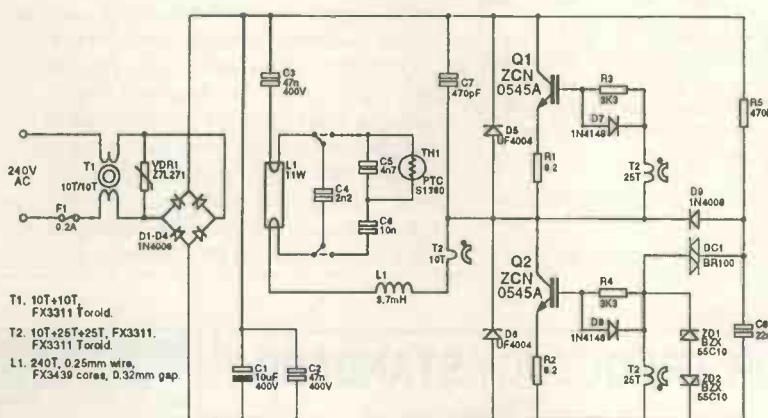 240V
AC
T1
10T/10T
F1
0.2A
VDR1
Z7L271
D1-D4
1N4006
T1. 10T+10T,
FX3311 Toroid.
T2. 10T+25T+25T, FX3311.
FX3311 Toroid.
L1. 240T, 0.25mm wire,
FX3439 cores, 0.32mm gap.
C1
10uF
400V
C2
47n
400V
C3
47n
400V
L1
11W
C4
2n2
C5
4n7
C6
10n
TH1
PTC
S1380
L1
3.7mH
C7
470pF
T2
10T
D5
UF4004
D6
UF4004
Q1
ZCN
0545A
R1
8.2
R3
3K3
D7
1N4148
T2
25T
R5
470
D9
1N4006
DC1
BR100
Q2
ZCN
0545A
R2
8.2
R4
3K3
D8
1N4148
T2
25T
ZD1
BZX
55C10
ZD2
BZX
55C10
22